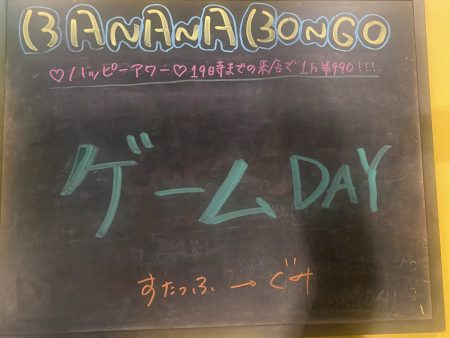 BANANA BONGO
♡ハッピーアワー♡19時までの来店で1h¥990!!!
ゲームDAY
すたっふ→ぐみ